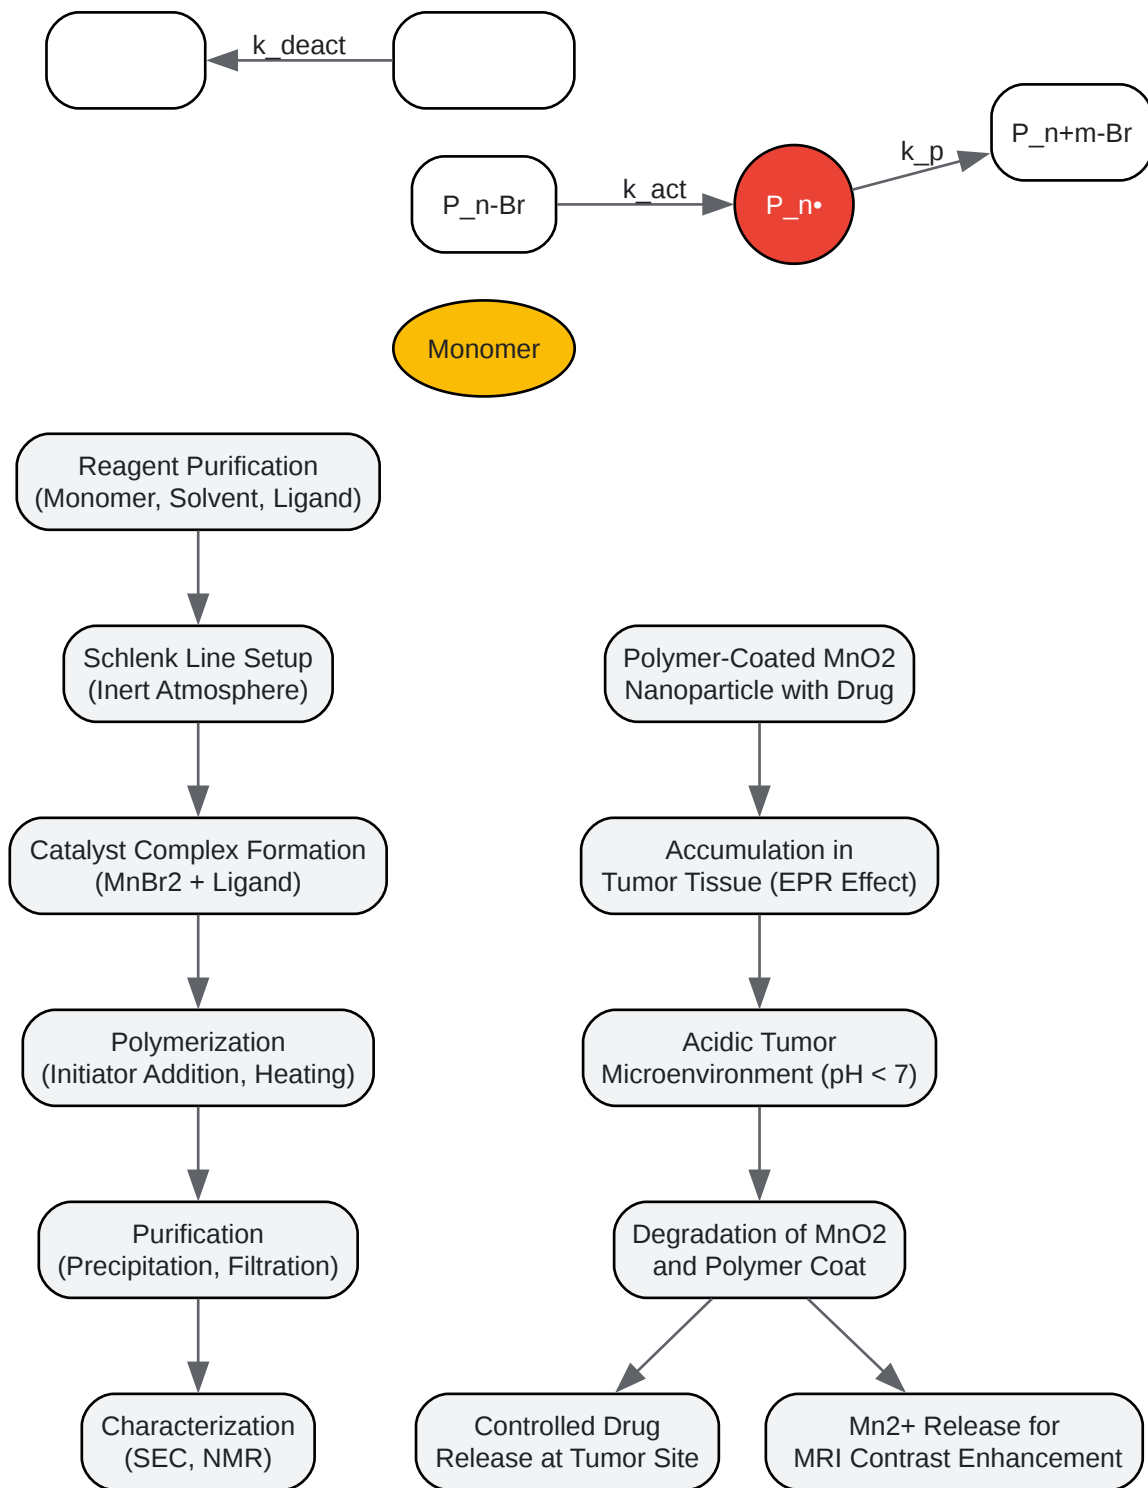 k_deact
P_n+m-Br
k_p
P_n-Br
k_act
P_n•
Monomer
Reagent Purification
(Monomer, Solvent, Ligand)
Schlenk Line Setup
(Inert Atmosphere)
Catalyst Complex Formation
(MnBr2 + Ligand)
Polymerization
(Initiator Addition, Heating)
Purification
(Precipitation, Filtration)
Characterization
(SEC, NMR)
Polymer-Coated MnO2
Nanoparticle with Drug
Accumulation in
Tumor Tissue (EPR Effect)
Acidic Tumor
Microenvironment (pH < 7)
Degradation of MnO2
and Polymer Coat
Controlled Drug
Release at Tumor Site
Mn2+ Release for
MRI Contrast Enhancement